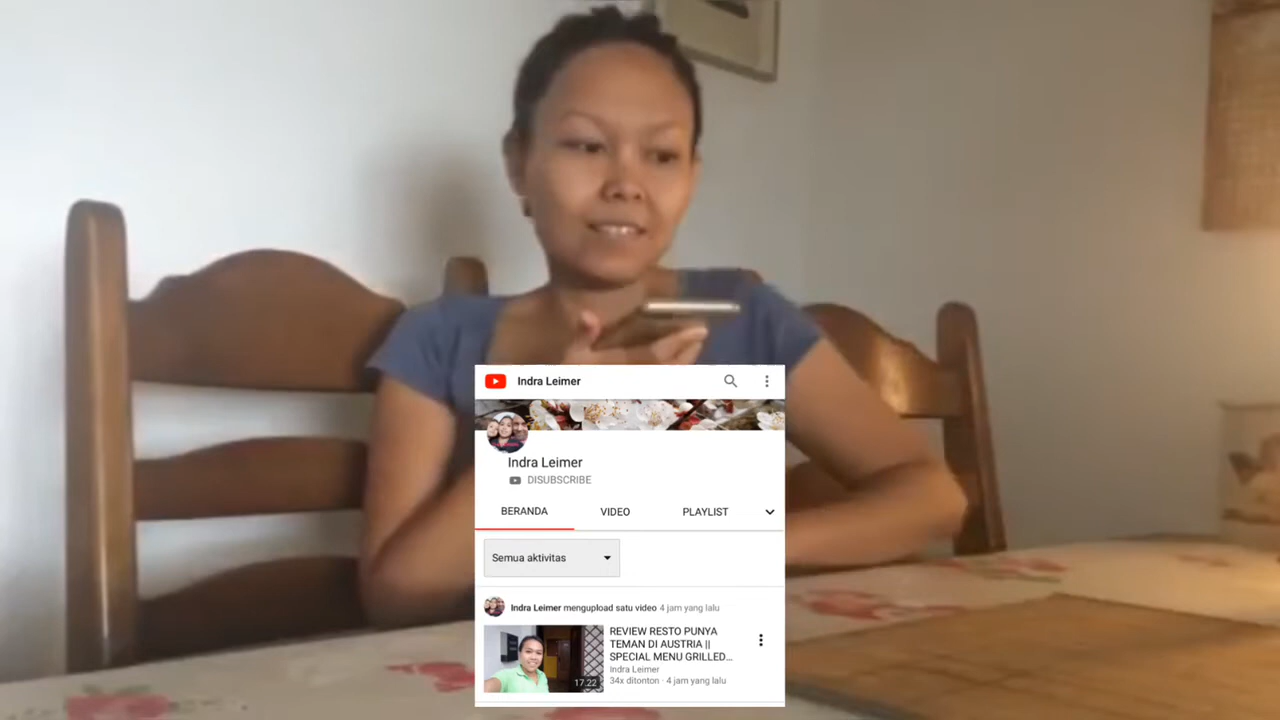 Indra Leimer
Indra Leimer
DISUBSCRIBE
BERANDA VIDEO PLAYLIST
Semua aktivitas
Indra Leimer mengupload satu video 4 jam yang lalu
REVIEW RESTO PUNYA
TEMAN DI AUSTRIA ||
SPECIAL MENU GRILLED...
Indra Leimer
34x ditonton · 4 jam yang lalu
17.22